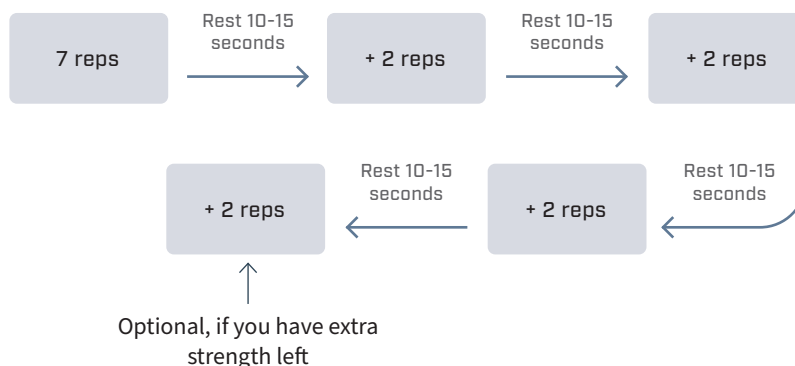 7 reps
Rest 10-15
seconds
+ 2 reps
Rest 10-15
seconds
+ 2 reps
Rest 10-15
seconds
+ 2 reps
Rest 10-15
seconds
+ 2 reps
Optional, if you have extra
strength left